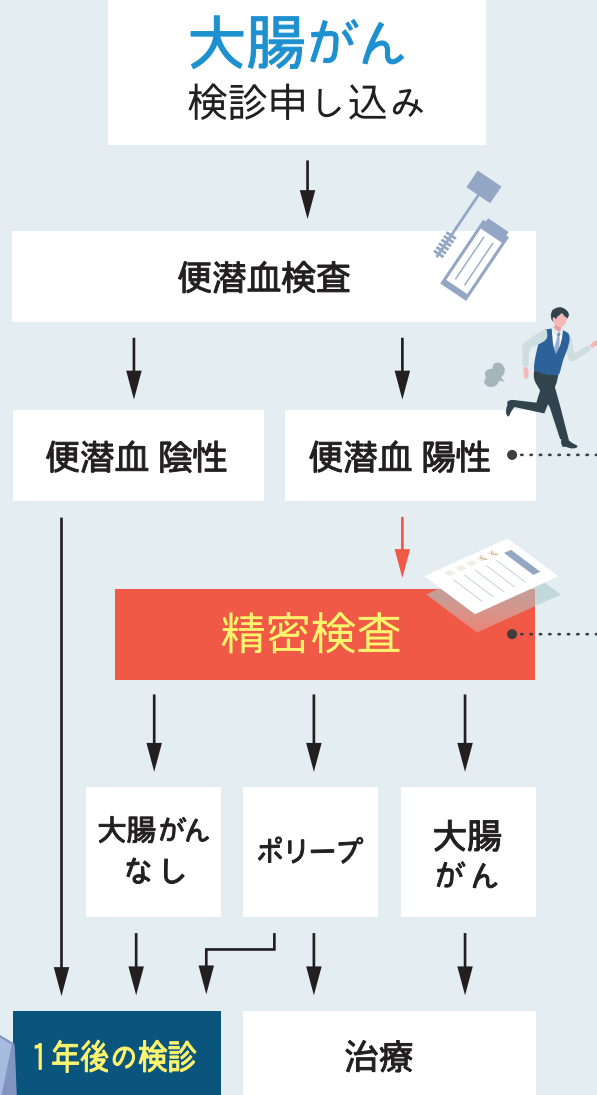 大腸がん
検診申し込み
便潜血検査
便潜血 陰性
便潜血 陽性
精密検査
大腸がん
なし
ポリープ
大腸
がん
1年後の検診
治療